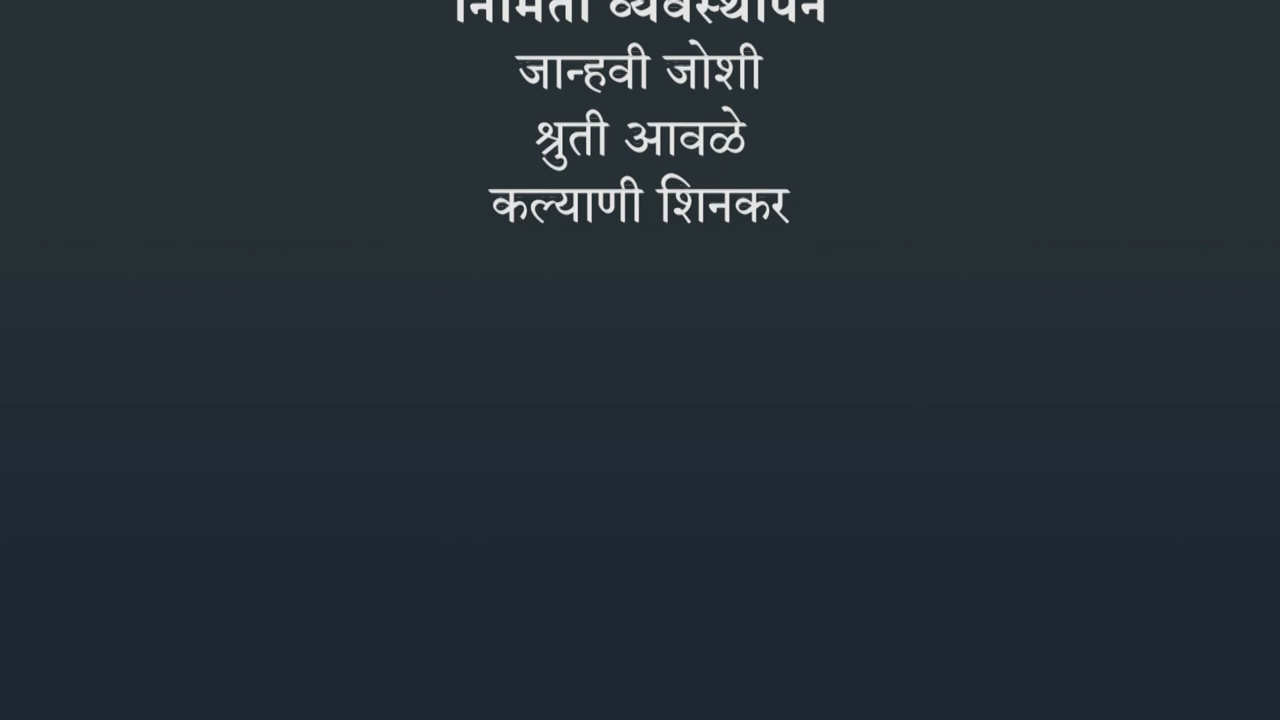 निर्मिती व्यवस्थापन
जान्हवी जोशी
श्रुती आवळे
कल्याणी शिनकर